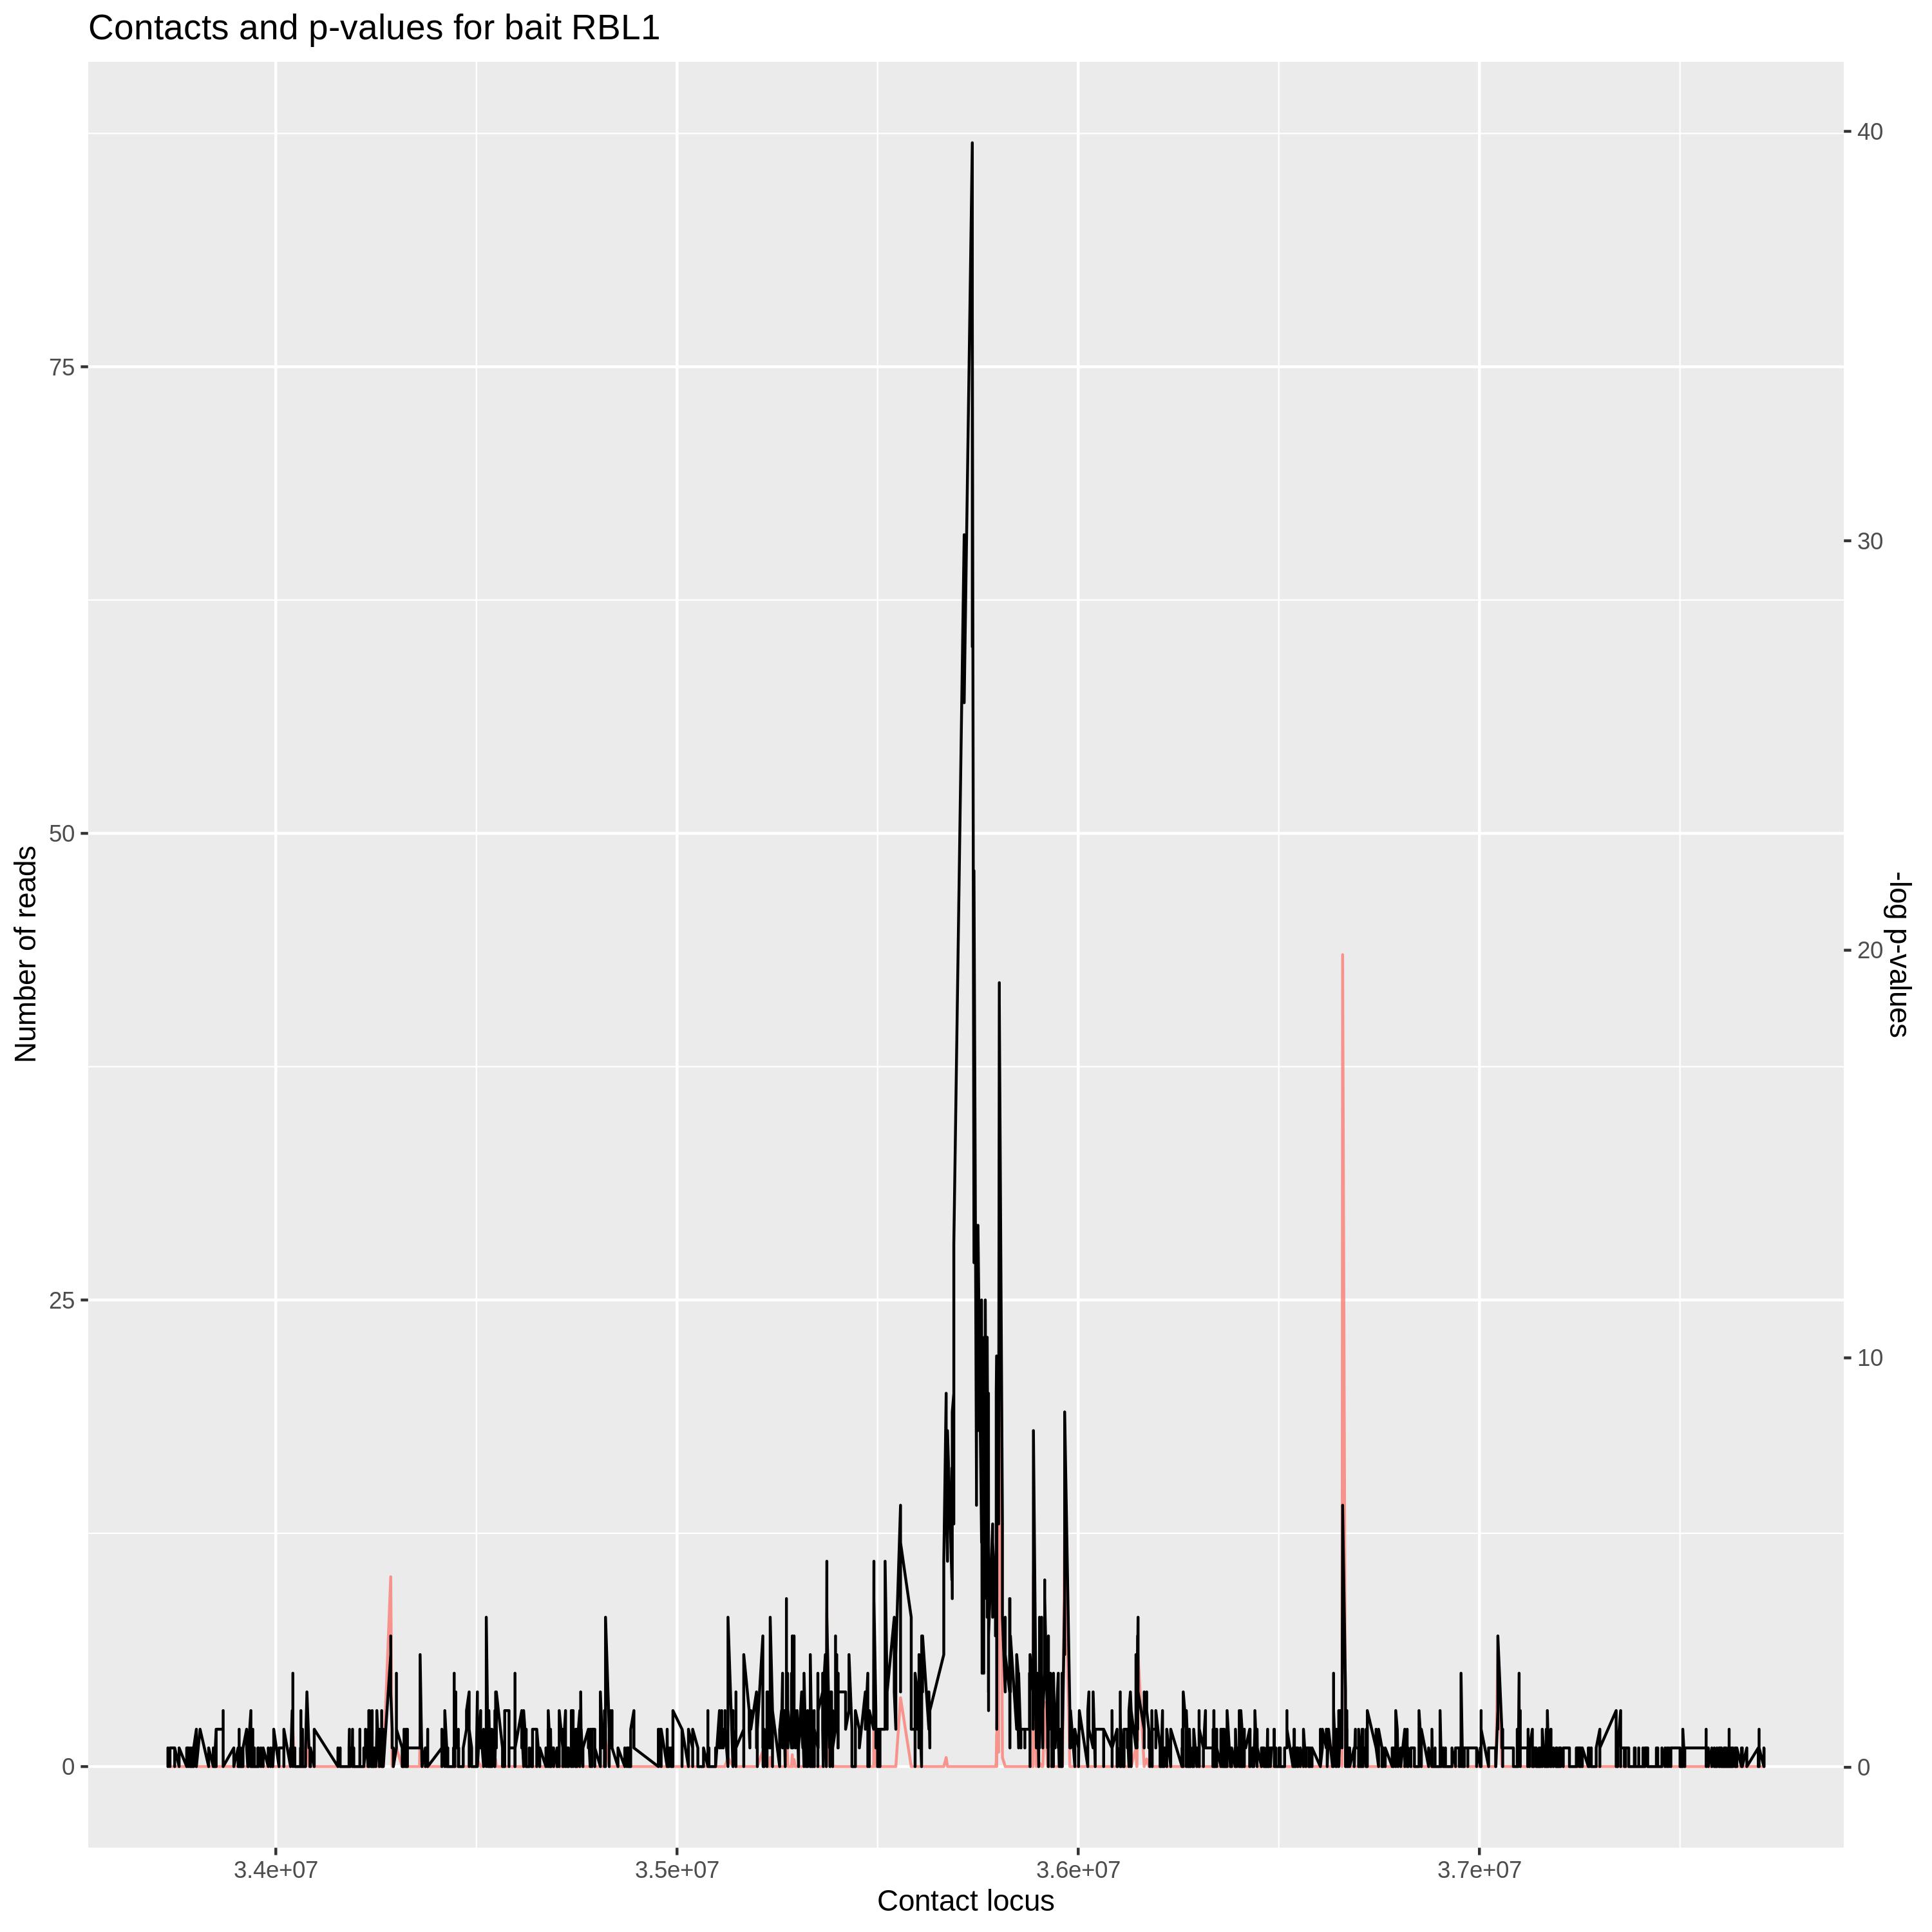 Contacts and p-values for bait RBL1
40
75
30
50
20
25
10
0
0
Number of reads
-log p-values
3.4e+07
3.5e+07
3.6e+07
3.7e+07
Contact locus